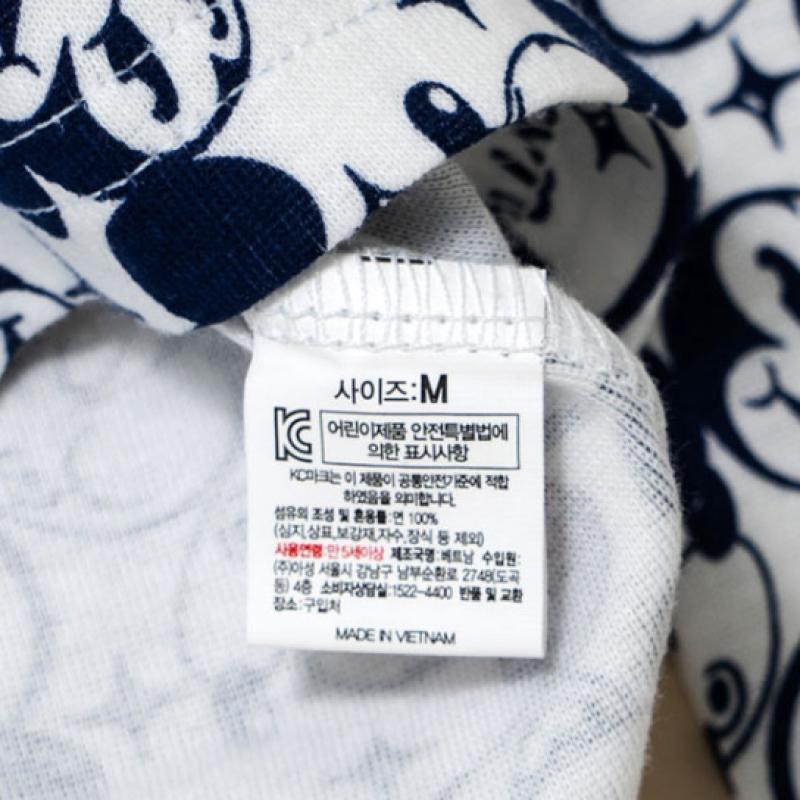 사이즈:M
KC 어린이제품 안전특별법에
의한 표시사항
KC마크는 이 제품이 공통안전기준에 적합
하였음을 의미합니다.
섬유의 조성 및 혼용률:면 100%
(심지,상표,보강재,자수,장식 등 제외)
사용연령:만 5세이상 제조국명:베트남 수입원:
(주)아성 서울시 강남구 남부순환로 2748(도곡
동) 4층 소비자상담실:1522-4400 반품 및 교환
장소:구입처
MADE IN VIETNAM